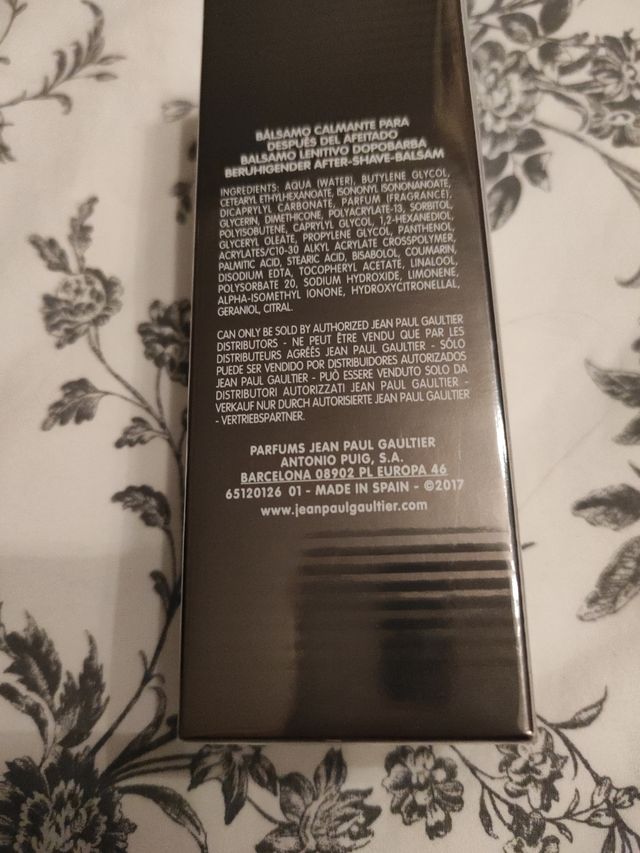 BÁLSAMO CALMANTE PARA
DESPUÉS DEL AFEITADO
BALSAMO LENITIVO DOPOBARBA
BERUHIGENDER AFTER-SHAVE-BALSAM
INGREDIENTS: AQUA (WATER), BUTYLENE GLYCOL,
CETEARYL ETHYLHEXANOATE, ISONONYL ISONONANOATE,
DICAPRYLYL CARBONATE, PARFUM (FRAGRANCE),
GLYCERIN, DIMETHICONE, POLYACRYLATE-13, SORBITOL,
POLYISOBUTENE, CAPRYLYL GLYCOL, 1,2-HEXANEDIOL,
GLYCERYL OLEATE, PROPYLENE GLYCOL, PANTHENOL,
ACRYLATES/C10-30 ALKYL ACRYLATE CROSSPOLYMER,
PALMITIC ACID, STEARIC ACID, BISABOLOL, COUMARIN,
DISODIUM EDTA, TOCOPHERYL ACETATE, LINALOOL,
POLYSORBATE 20, SODIUM HYDROXIDE, LIMONENE,
ALPHA-ISOMETHYL IONONE, HYDROXYCITRONELLAL,
GERANIOL, CITRAL.
CAN ONLY BE SOLD BY AUTHORIZED JEAN PAUL GAULTIER
DISTRIBUTORS - NE PEUT ÊTRE VENDU QUE PAR LES
DISTRIBUTEURS AGRÉÉS JEAN PAUL GAULTIER - SÓLO
PUEDE SER VENDIDO POR DISTRIBUIDORES AUTORIZADOS
JEAN PAUL GAULTIER - PUÒ ESSERE VENDUTO SOLO DA
DISTRIBUTORI AUTORIZZATI JEAN PAUL GAULTIER -
VERKAUF NUR DURCH AUTORISIERTE JEAN PAUL GAULTIER
- VERTRIEBSPARTNER.
PARFUMS JEAN PAUL GAULTIER
ANTONIO PUIG, S.A.
BARCELONA 08902 PL EUROPA 46
65120126 01 - MADE IN SPAIN - ©2017
www.jeanpaulgaultier.com